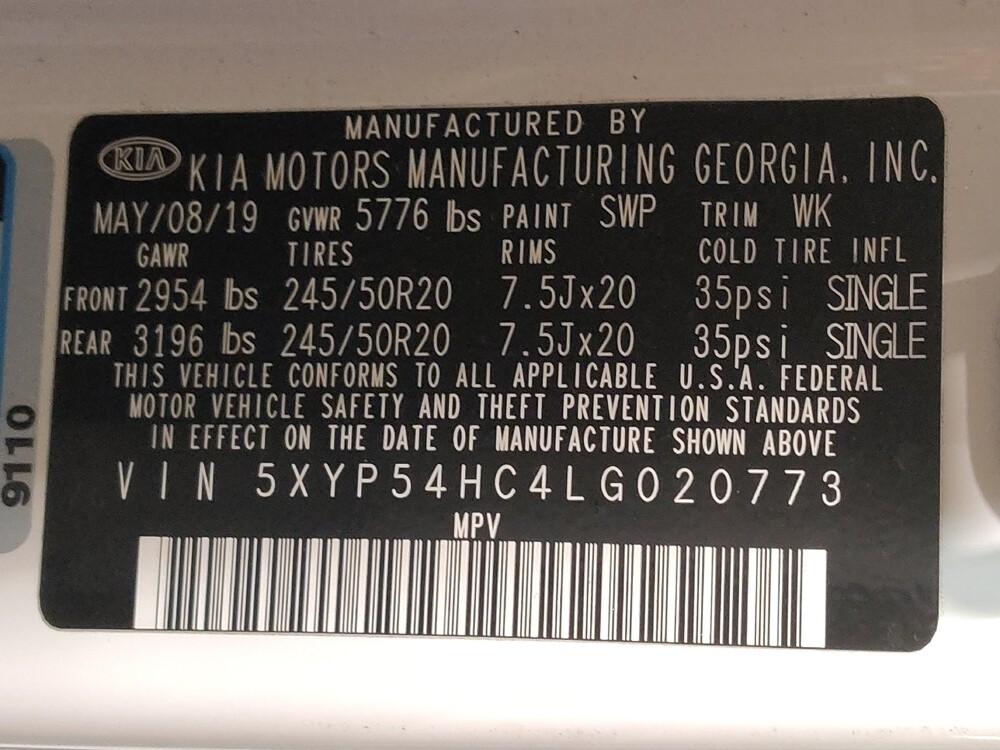 MANUFACTURED BY
KIA KIA MOTORS MANUFACTURING GEORGIA, INC.
MAY/08/19 GVWR 5776 lbs PAINT SWP TRIM WK
GAWR TIRES RIMS COLD TIRE INFL
FRONT 2954 lbs 245/50R20 7.5Jx20 35psi SINGLE
REAR 3196 lbs 245/50R20 7.5Jx20 35psi SINGLE
THIS VEHICLE CONFORMS TO ALL APPLICABLE U.S.A. FEDERAL
MOTOR VEHICLE SAFETY AND THEFT PREVENTION STANDARDS
IN EFFECT ON THE DATE OF MANUFACTURE SHOWN ABOVE
VIN 5XYP54HC4LG020773
MPV
9110